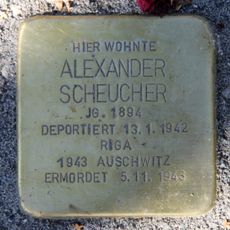 HIER WOHNTE
ALEXANDER
SCHEUCHER
JG. 1894
DEPORTIERT 13.1.1942
RIGA
1943 AUSCHWITZ
ERMORDET 5.11.1943